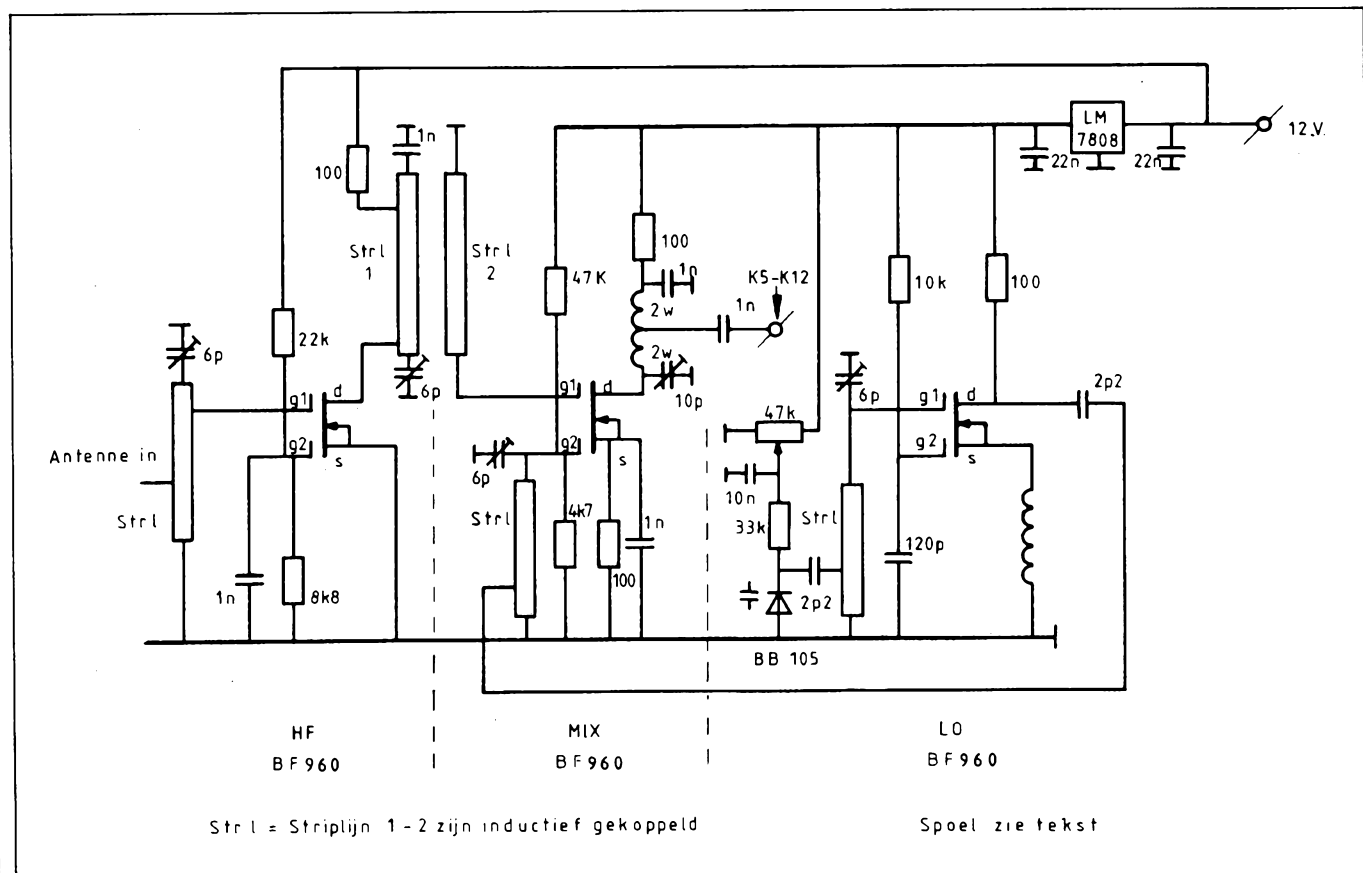 1n
LM
7808
12.V.
100
22n
22n
Strl
1
Strl
2
100
47K
1n
K5-K12
10k
100
2w
1n
22k
6p
2w
6p
6p
2p2
g1
d
g1
d
10p
g1
d
47k
g2
g2
g2
s
s
s
Antenne in
6p
10n
Strl
4k7
33k
Strl
Strl
1n
120p
1n
8k8
100
2p2
BB 105
HF
MIX
LO
BF960
BF960
BF960
Strl = Striplijn 1-2 zijn inductief gekoppeld
Spoel zie tekst